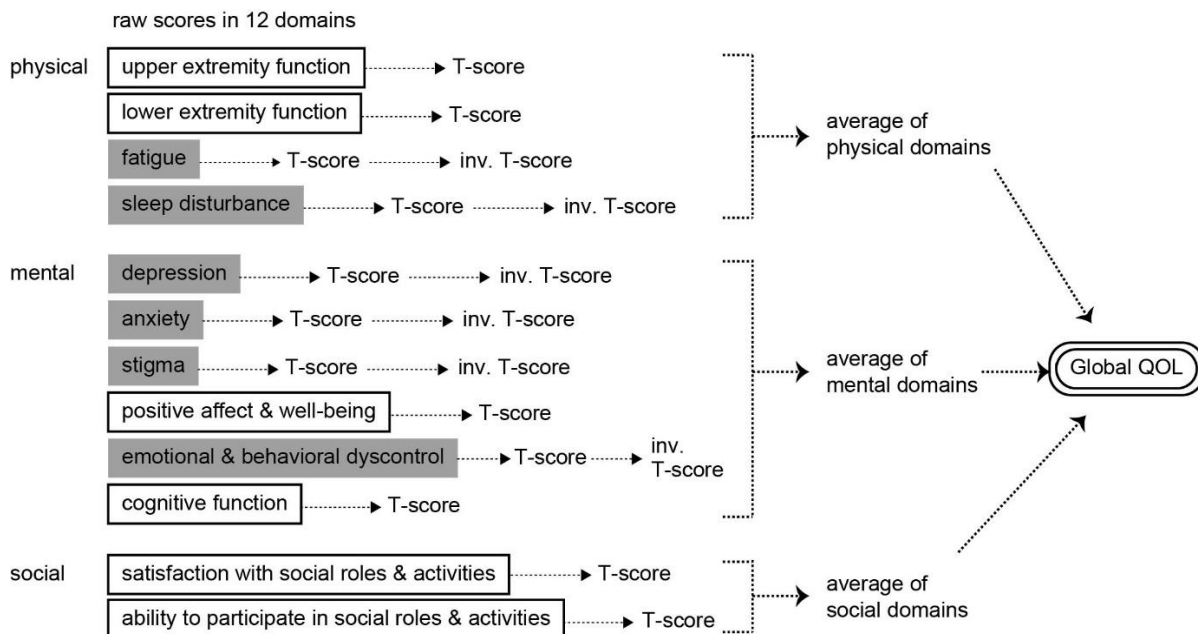 raw scores in 12 domains
physical
upper extremity function T-score
lower extremity function T-score
fatigue T-score inv. T-score
sleep disturbance T-score inv. T-score
average of
physical domains
mental
depression T-score inv. T-score
anxiety T-score inv. T-score
stigma T-score inv. T-score
positive affect & well-being T-score
emotional & behavioral dyscontrol T-score inv.
T-score
cognitive function T-score
average of
mental domains
Global QOL
social
satisfaction with social roles & activities T-score
ability to participate in social roles & activities T-score
average of
social domains